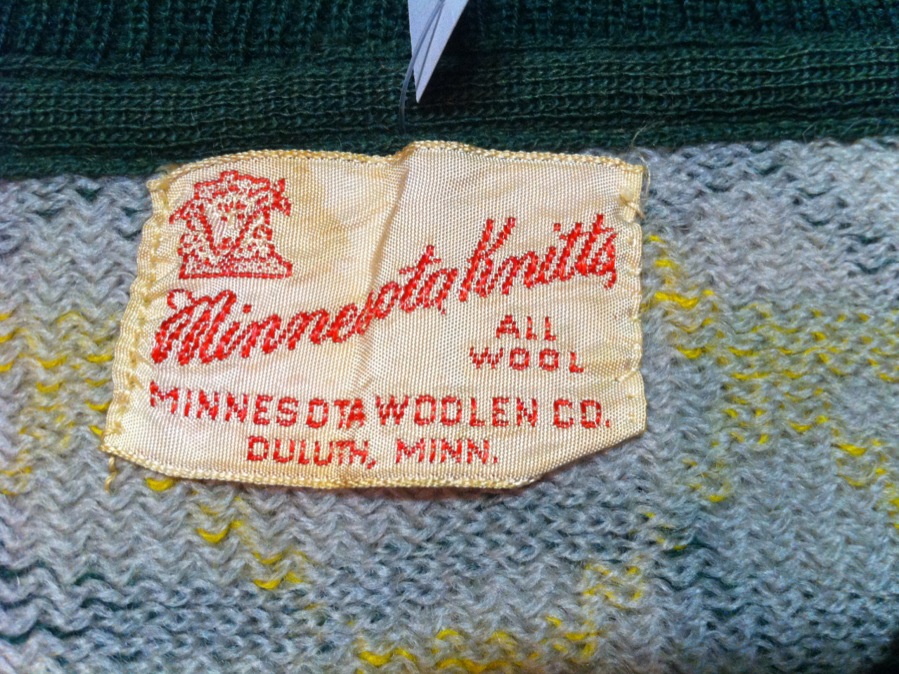 Minnesota Knitts
ALL
WOOL
MINNESOTA WOOLEN CO.
DULUTH, MINN.